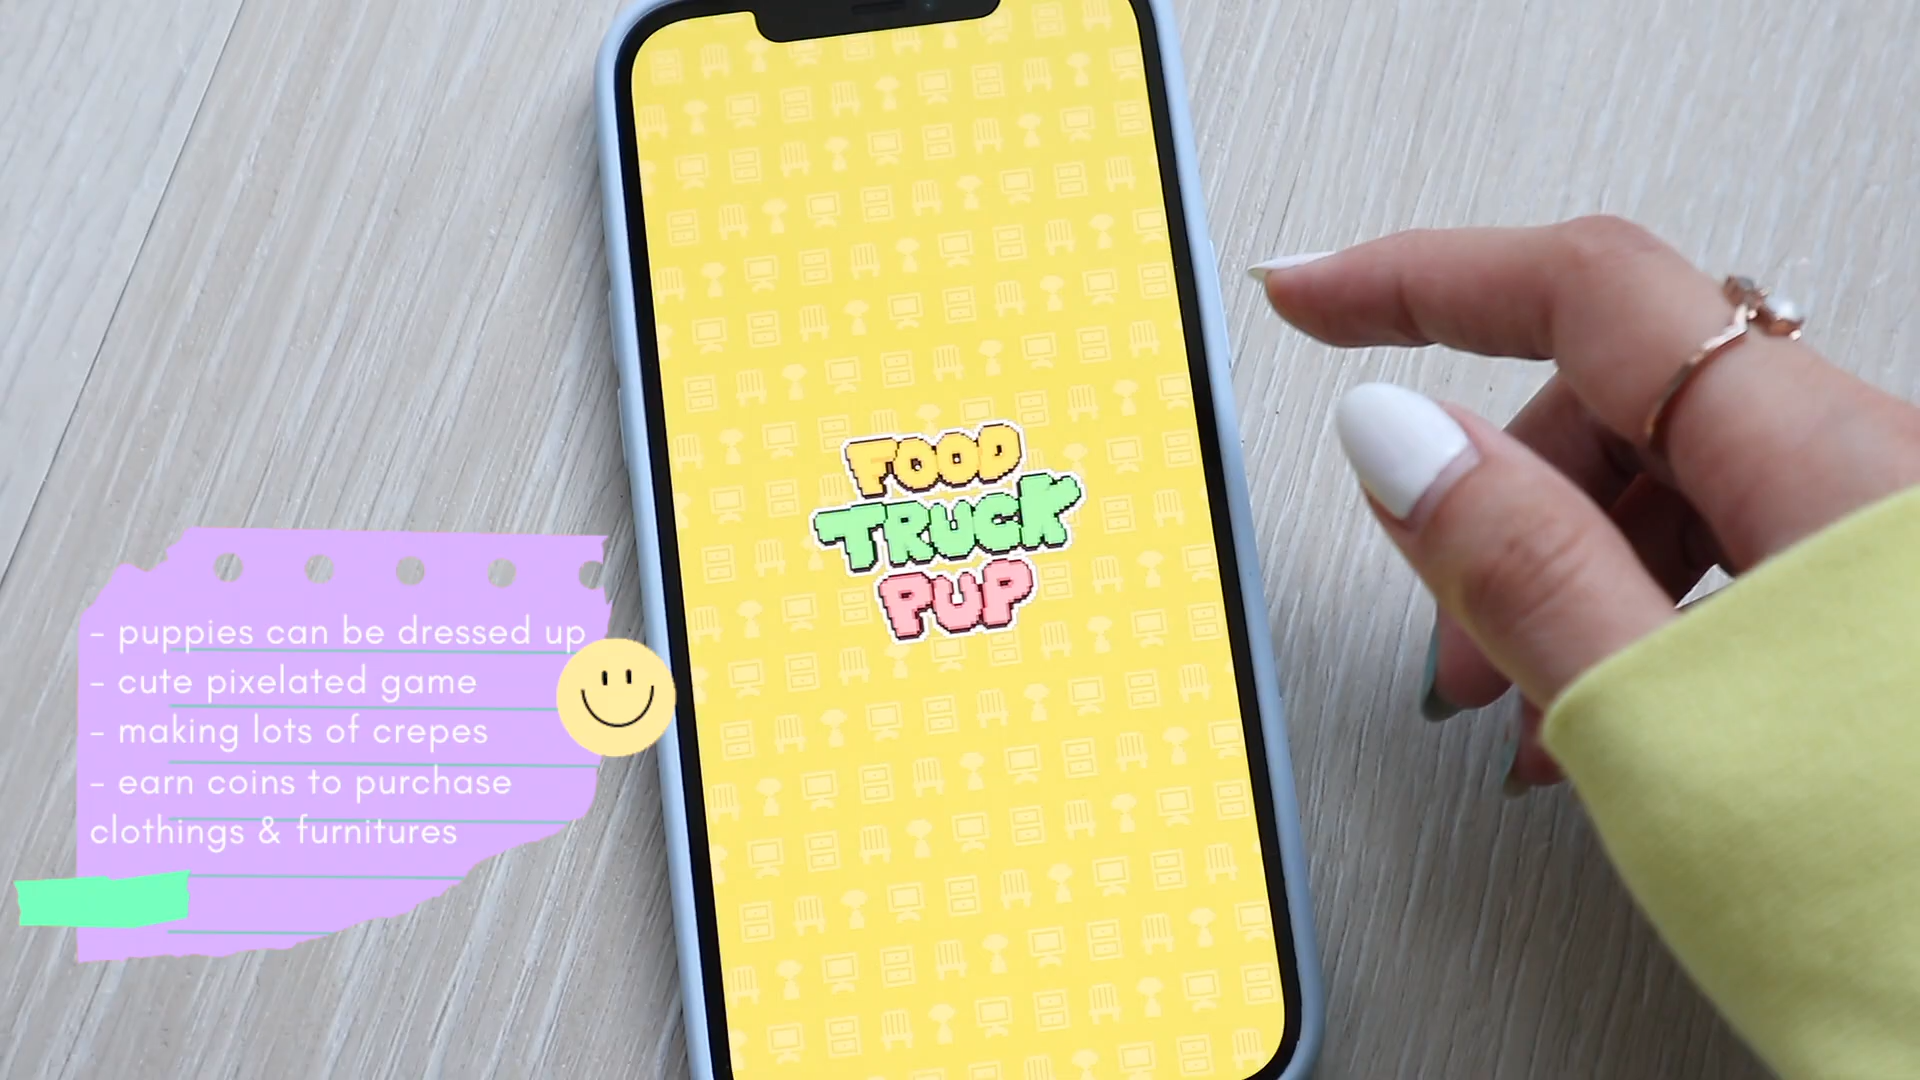 FOOD
TRUCK
PUP
- puppies can be dressed up
- cute pixelated game
- making lots of crepes
- earn coins to purchase
clothings & furnitures